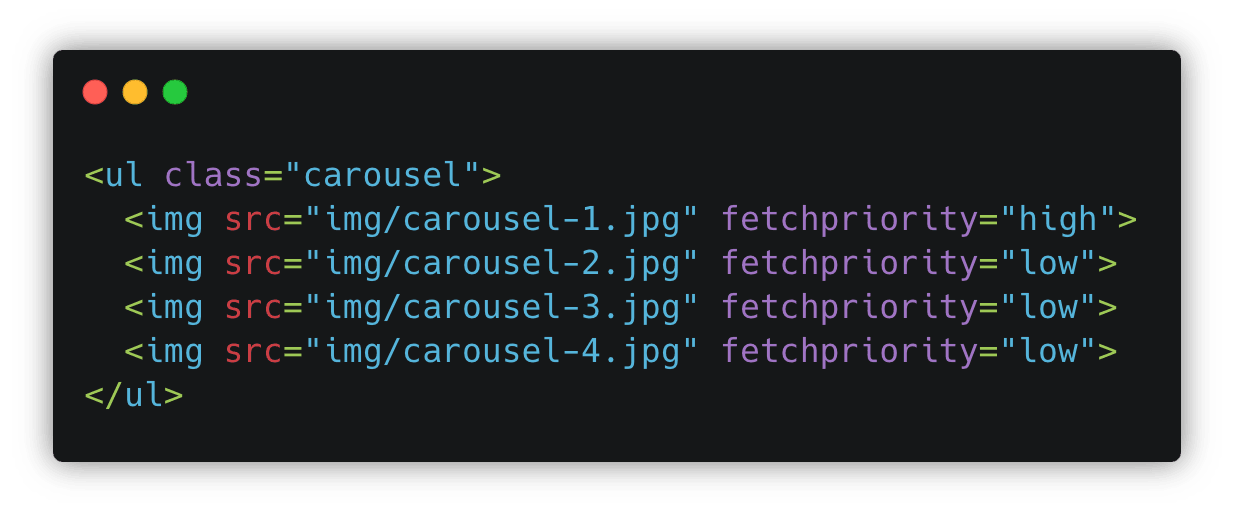 <ul class="carousel">
  <img src="img/carousel-1.jpg" fetchpriority="high">
  <img src="img/carousel-2.jpg" fetchpriority="low">
  <img src="img/carousel-3.jpg" fetchpriority="low">
  <img src="img/carousel-4.jpg" fetchpriority="low">
</ul>